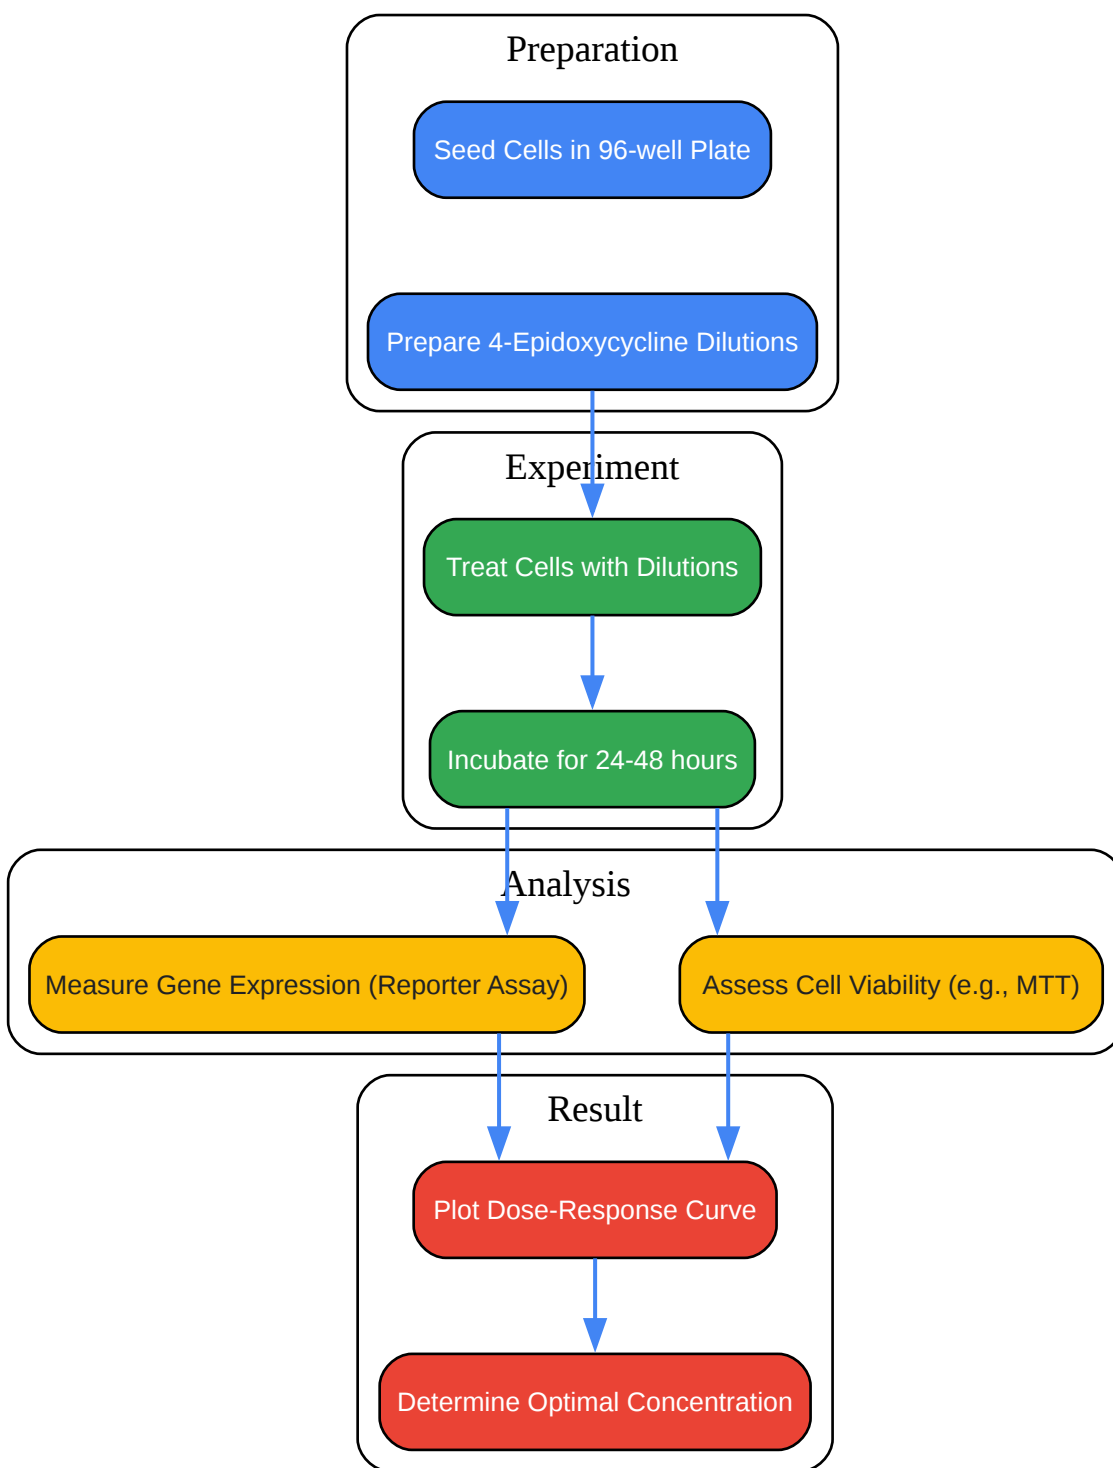 Preparation
Seed Cells in 96-well Plate
Prepare 4-Epidoxycycline Dilutions
Experiment
Treat Cells with Dilutions
Incubate for 24-48 hours
Analysis
Measure Gene Expression (Reporter Assay)
Assess Cell Viability (e.g., MTT)
Result
Plot Dose-Response Curve
Determine Optimal Concentration